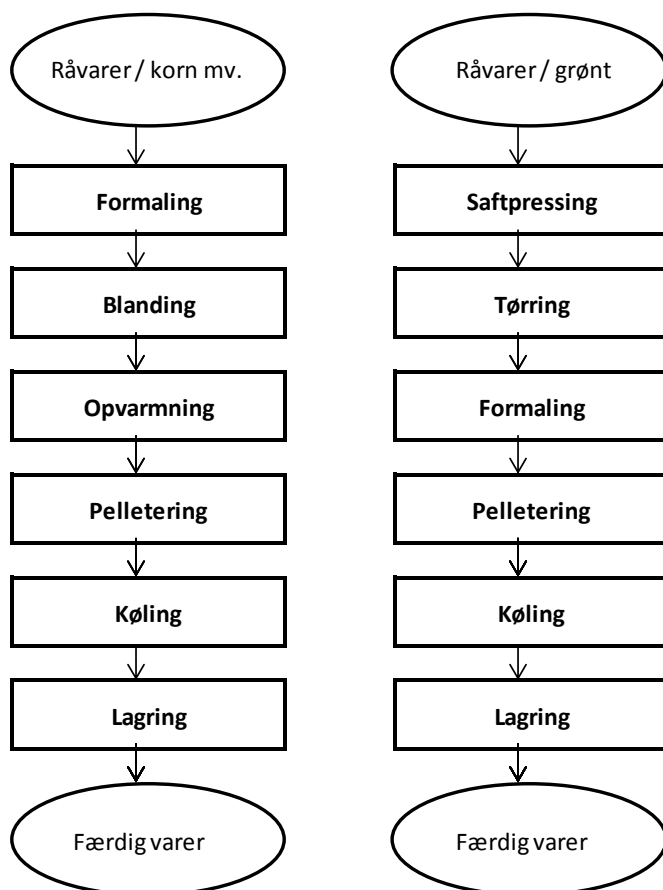 Råvarer / korn mv.
Formaling
Blanding
Opvarmning
Pelletering
Køling
Lagring
Færdig varer
Råvarer / grønt
Saftpressing
Tørring
Formaling
Pelletering
Køling
Lagring
Færdig varer